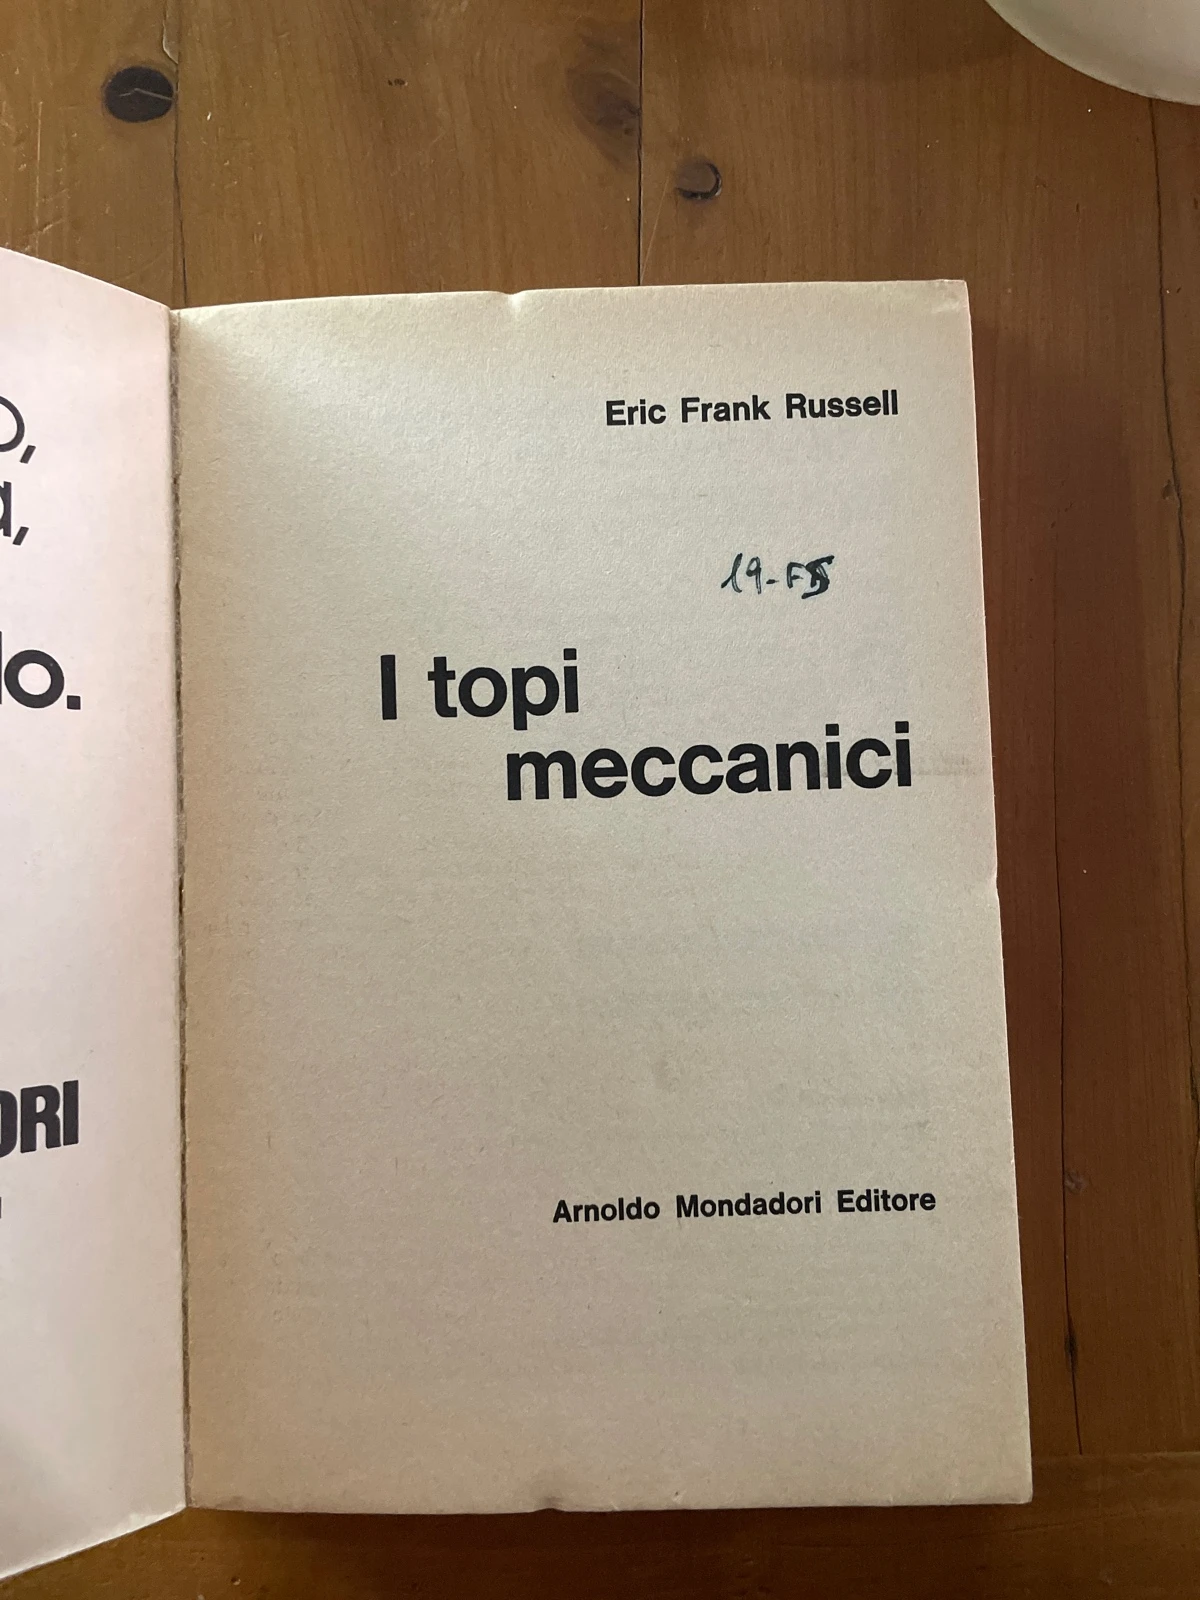 o,
a,
lo.
ORI
Eric Frank Russell
I topi
meccanici
Arnoldo Mondadori Editore